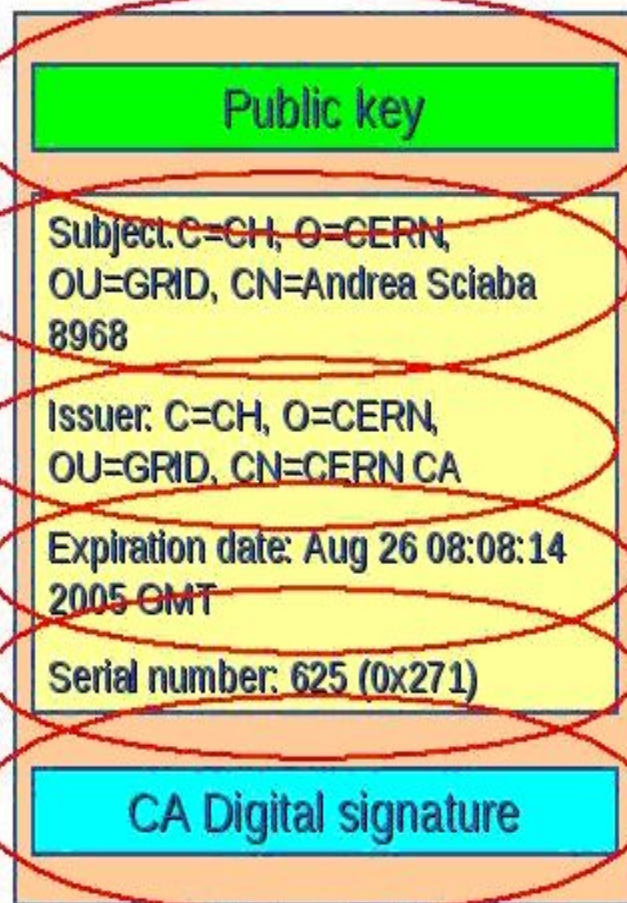 Public key
Subject:C=CH, O=CERN,
OU=GRID, CN=Andrea Sciaba
8968
Issuer: C=CH, O=CERN,
OU=GRID, CN=CERN CA
Expiration date: Aug 26 08:08:14
2005 GMT
Serial number: 625 (0x271)
CA Digital signature